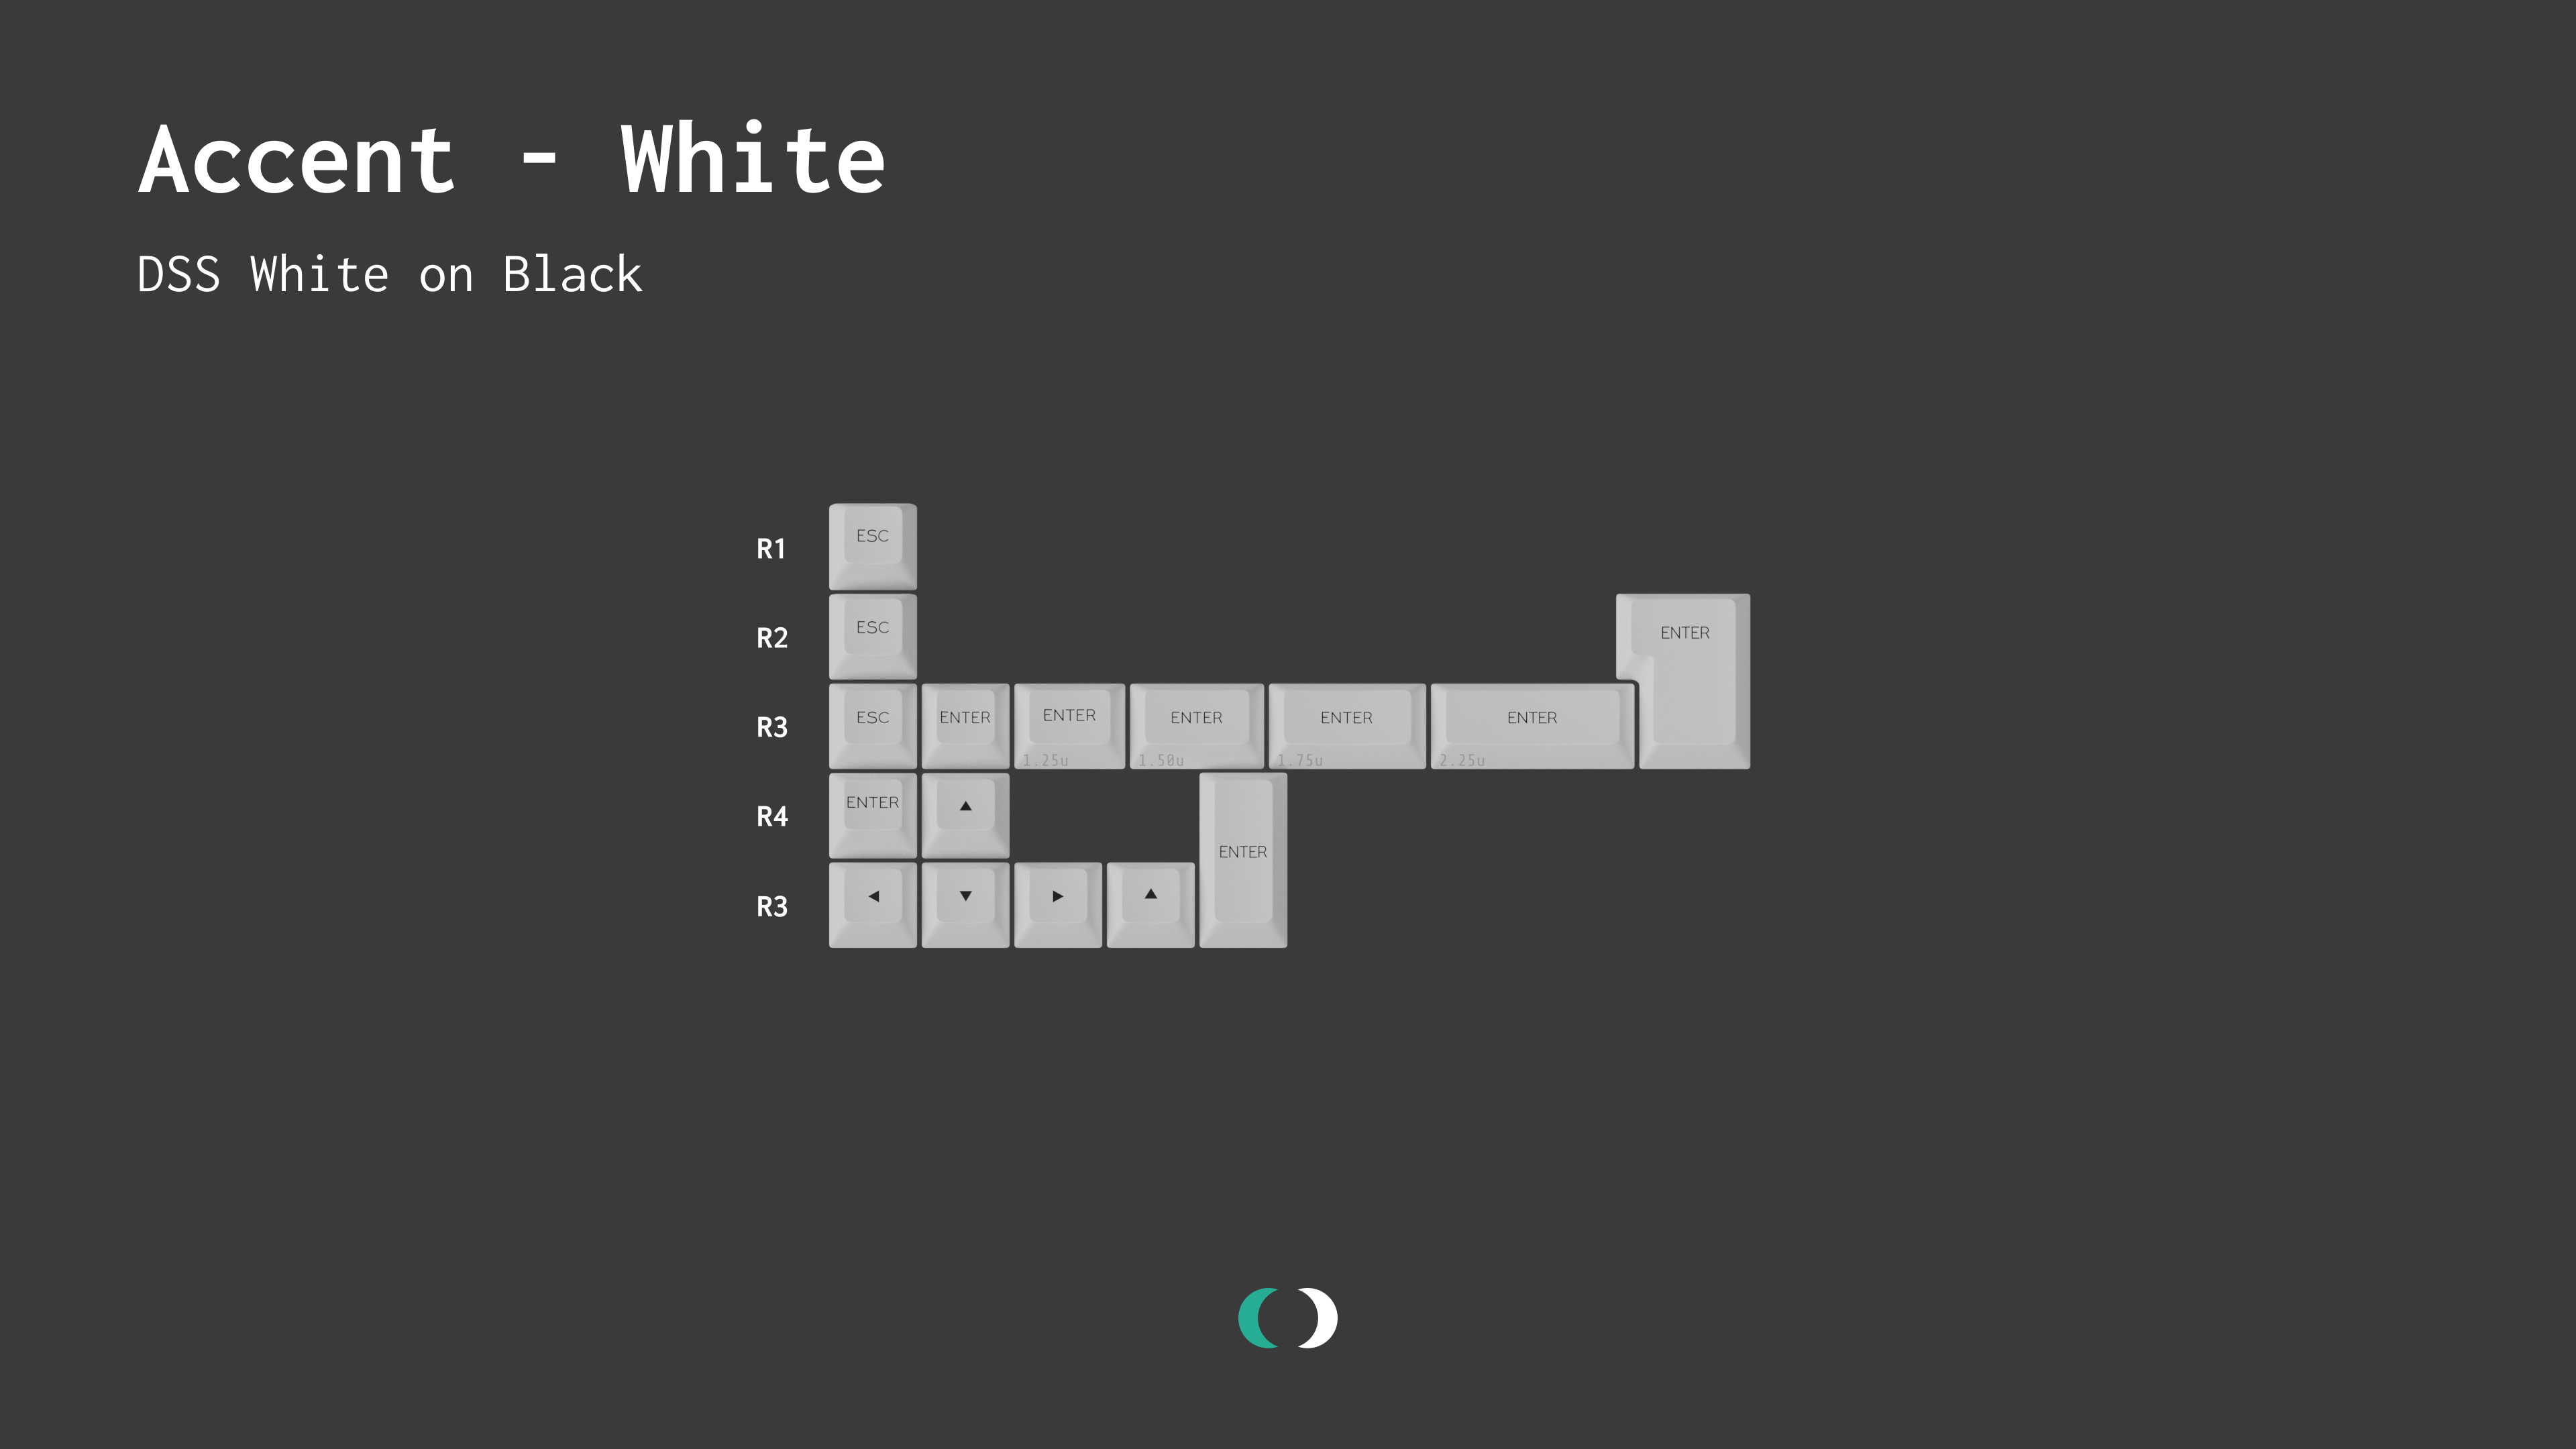 Accent - White
DSS White on Black
R1 ESC
R2 ESC ENTER
R3 ESC ENTER ENTER ENTER ENTER ENTER
1.25u 1.50u 1.75u 2.25u
R4 ENTER ▲
ENTER
R3 ◄ ▼ ► ▲